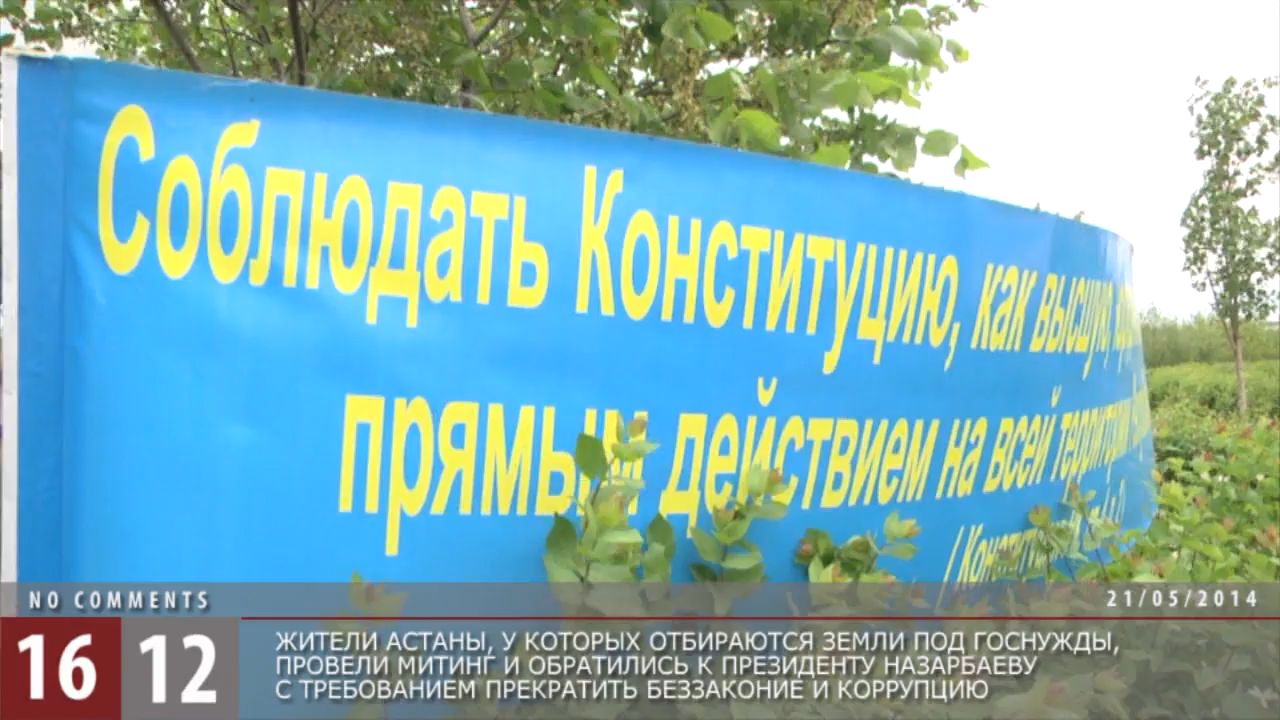 Соблюдать Конституцию, как высшую
прямым действием на всей территории
NO COMMENTS
21/05/2014
16 12
ЖИТЕЛИ АСТАНЫ, У КОТОРЫХ ОТБИРАЮТСЯ ЗЕМЛИ ПОД ГОСНУЖДЫ,
ПРОВЕЛИ МИТИНГ И ОБРАТИЛИСЬ К ПРЕЗИДЕНТУ НАЗАРБАЕВУ
С ТРЕБОВАНИЕМ ПРЕКРАТИТЬ БЕЗЗАКОНИЕ И КОРРУПЦИЮ